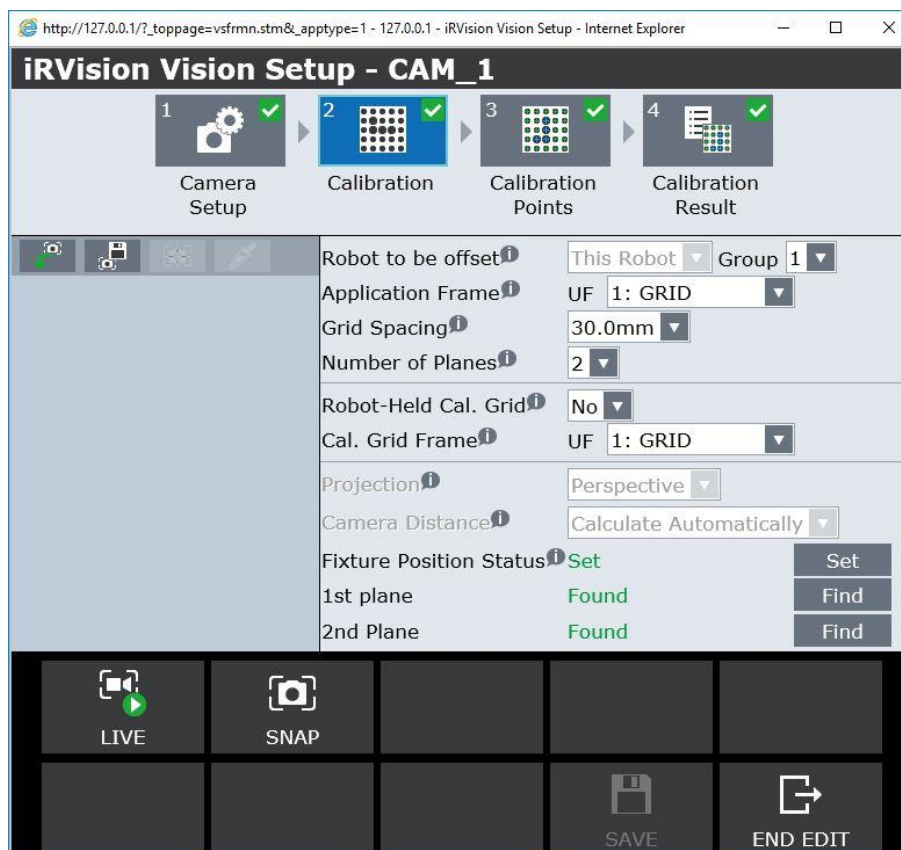 http://127.0.0.1/?_toppage=vsfrmn.stm&_apptype=1 - 127.0.0.1 - iRVision Vision Setup - Internet Explorer
iRVision Vision Setup - CAM_1
1 2 3 4
Camera Setup
Calibration
Calibration Points
Calibration Result
Robot to be offset This Robot Group 1
Application Frame UF 1: GRID
Grid Spacing 30.0mm
Number of Planes 2
Robot-Held Cal. Grid No
Cal. Grid Frame UF 1: GRID
Projection Perspective
Camera Distance Calculate Automatically
Fixture Position Status Set Set
1st plane Found Find
2nd Plane Found Find
LIVE SNAP
SAVE END EDIT